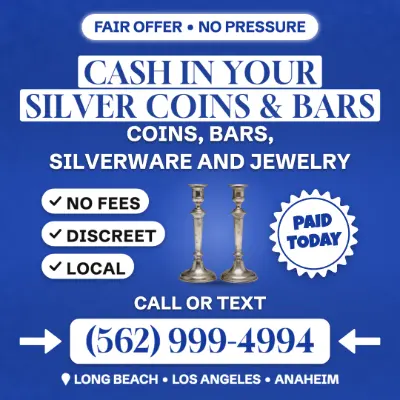 FAIR OFFER • NO PRESSURE
CASH IN YOUR
SILVER COINS & BARS
COINS, BARS,
SILVERWARE AND JEWELRY
NO FEES
DISCREET
LOCAL
PAID
TODAY
CALL OR TEXT
(562) 999-4994
LONG BEACH • LOS ANGELES • ANAHEIM